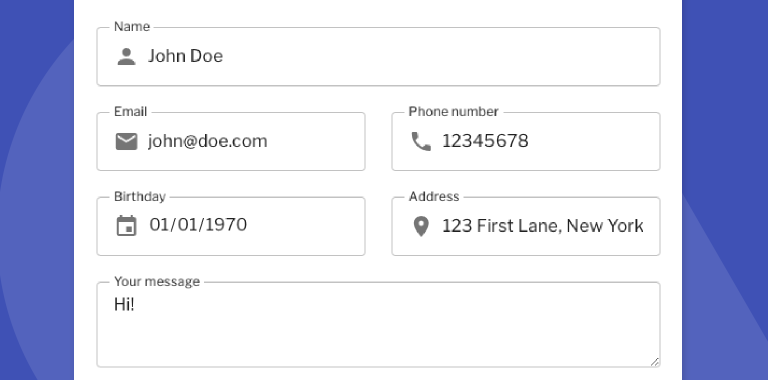 Name
John Doe
Email
Phone number
john@doe.com
12345678
Birthday
Address
01/01/1970
123 First Lane, New York
Your message
Hi!